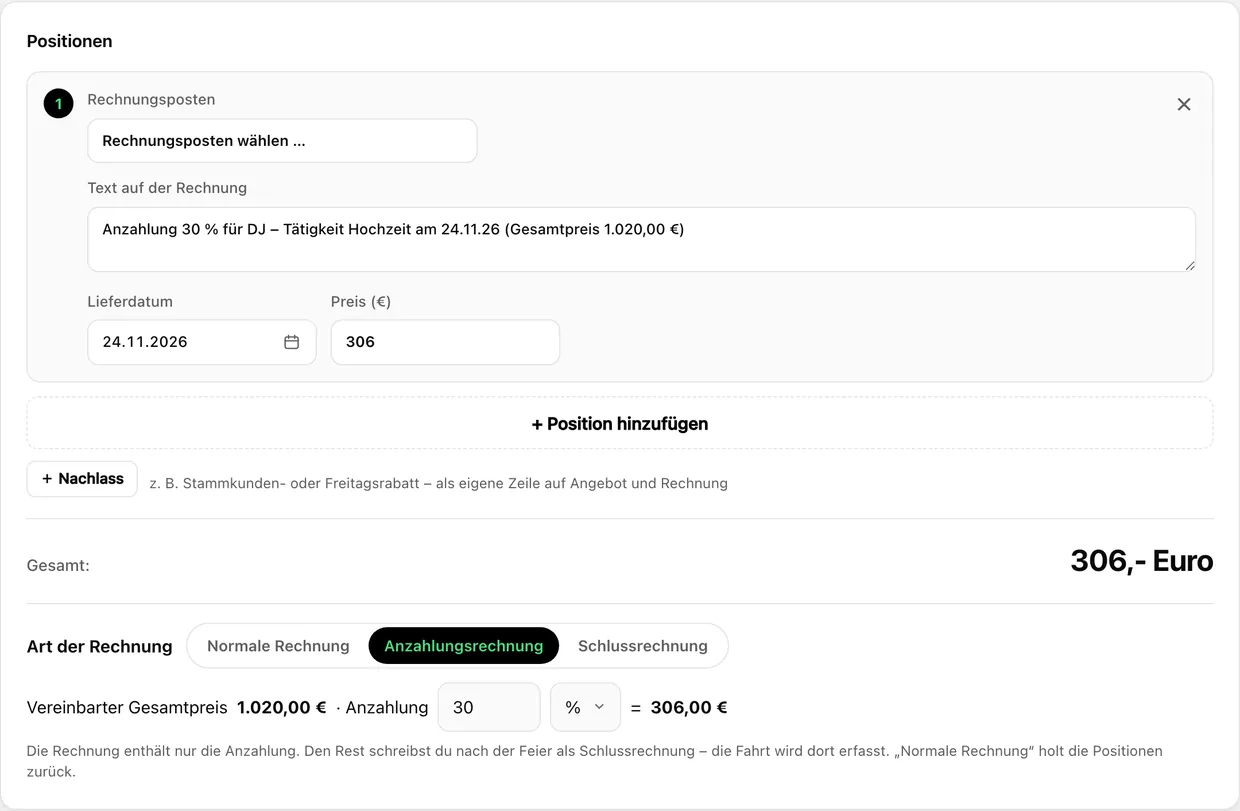 Positionen
1
Rechnungsposten
Rechnungsposten wählen ...
Text auf der Rechnung
Anzahlung 30 % für DJ – Tätigkeit Hochzeit am 24.11.26 (Gesamtpreis 1.020,00 €)
Lieferdatum
Preis (€)
24.11.2026
306
+ Position hinzufügen
+ Nachlass
z. B. Stammkunden- oder Freitagsrabatt – als eigene Zeile auf Angebot und Rechnung
Gesamt:
306,- Euro
Art der Rechnung
Normale Rechnung
Anzahlungsrechnung
Schlussrechnung
Vereinbarter Gesamtpreis 1.020,00 € · Anzahlung 30 % = 306,00 €
Die Rechnung enthält nur die Anzahlung. Den Rest schreibst du nach der Feier als Schlussrechnung – die Fahrt wird dort erfasst. „Normale Rechnung“ holt die Positionen
zurück.